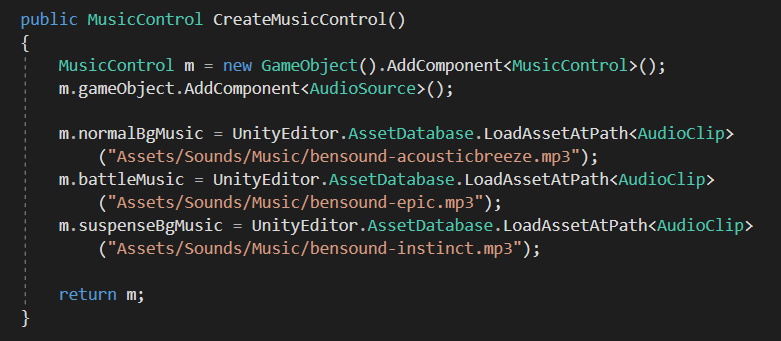 public MusicControl CreateMusicControl()
{
MusicControl m = new GameObject().AddComponent<MusicControl>();
m.gameObject.AddComponent<AudioSource>();
m.normalBgMusic = UnityEditor.AssetDatabase.LoadAssetAtPath<AudioClip>
("Assets/Sounds/Music/bensound-acousticbreeze.mp3");
m.battleMusic = UnityEditor.AssetDatabase.LoadAssetAtPath<AudioClip>
("Assets/Sounds/Music/bensound-epic.mp3");
m.suspenseBgMusic = UnityEditor.AssetDatabase.LoadAssetAtPath<AudioClip>
("Assets/Sounds/Music/bensound-instinct.mp3");
return m;
}